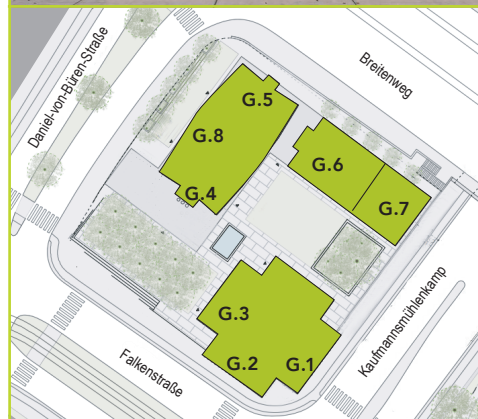 Daniel-von-Büren-Straße
Breitenweg
G.5
G.8
G.6
G.4
G.7
G.3
G.2
G.1
Falkenstraße
Kaufmannsmühlenkamp